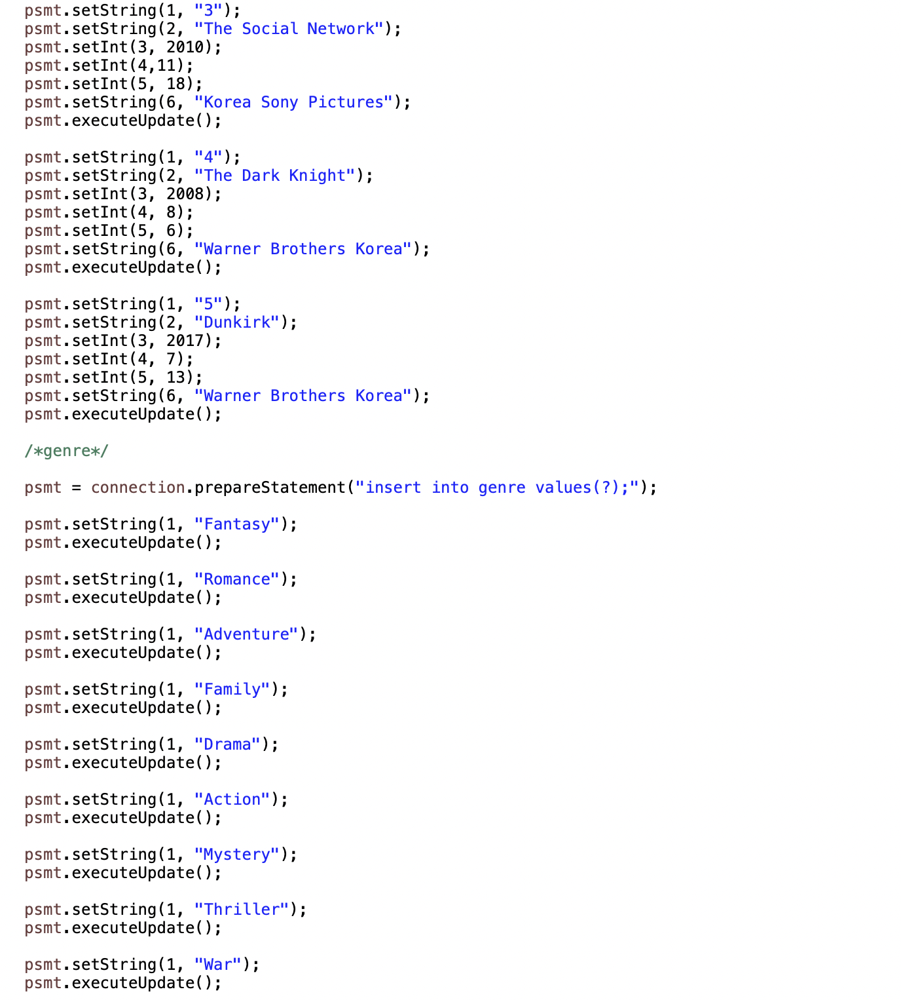 psmt.setString(1, "3");
psmt.setString(2, "The Social Network");
psmt.setInt(3, 2010);
psmt.setInt(4,11);
psmt.setInt(5, 18);
psmt.setString(6, "Korea Sony Pictures");
psmt.executeUpdate();

psmt.setString(1, "4");
psmt.setString(2, "The Dark Knight");
psmt.setInt(3, 2008);
psmt.setInt(4, 8);
psmt.setInt(5, 6);
psmt.setString(6, "Warner Brothers Korea");
psmt.executeUpdate();

psmt.setString(1, "5");
psmt.setString(2, "Dunkirk");
psmt.setInt(3, 2017);
psmt.setInt(4, 7);
psmt.setInt(5, 13);
psmt.setString(6, "Warner Brothers Korea");
psmt.executeUpdate();

/*genre*/

psmt = connection.prepareStatement("insert into genre values(?);");

psmt.setString(1, "Fantasy");
psmt.executeUpdate();

psmt.setString(1, "Romance");
psmt.executeUpdate();

psmt.setString(1, "Adventure");
psmt.executeUpdate();

psmt.setString(1, "Family");
psmt.executeUpdate();

psmt.setString(1, "Drama");
psmt.executeUpdate();

psmt.setString(1, "Action");
psmt.executeUpdate();

psmt.setString(1, "Mystery");
psmt.executeUpdate();

psmt.setString(1, "Thriller");
psmt.executeUpdate();

psmt.setString(1, "War");
psmt.executeUpdate();